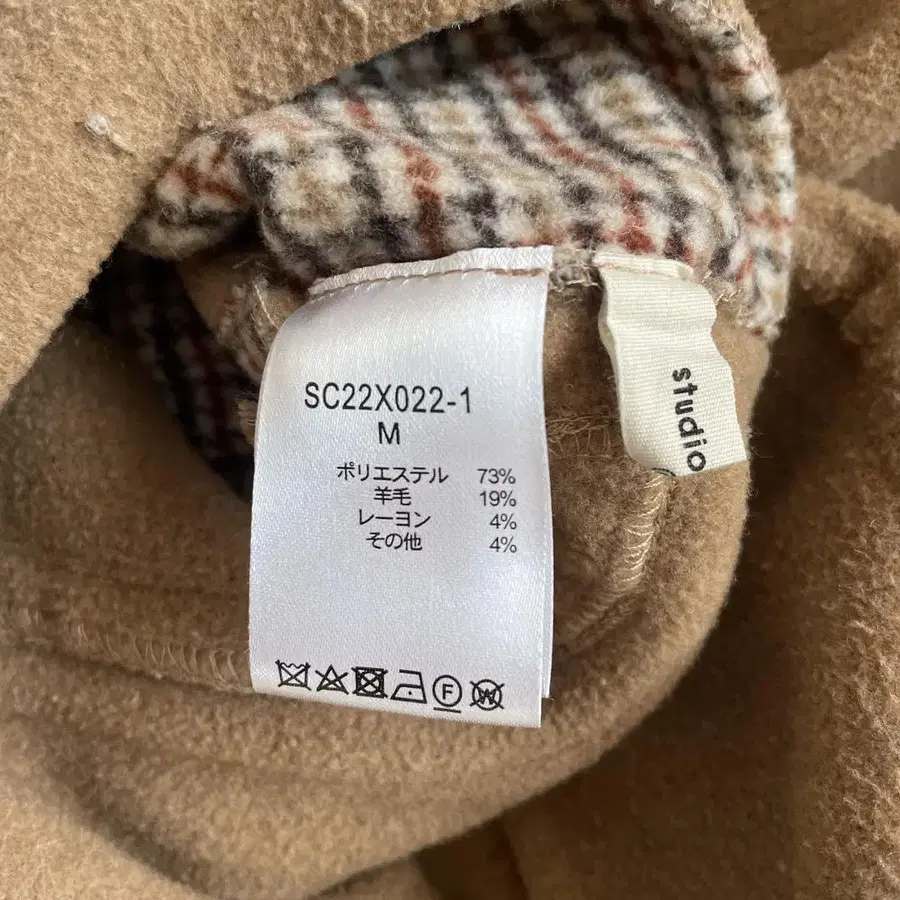 SC22X022-1
M
ポリエステル 73%
羊毛 19%
レーヨン 4%
その他 4%
F
W
studio